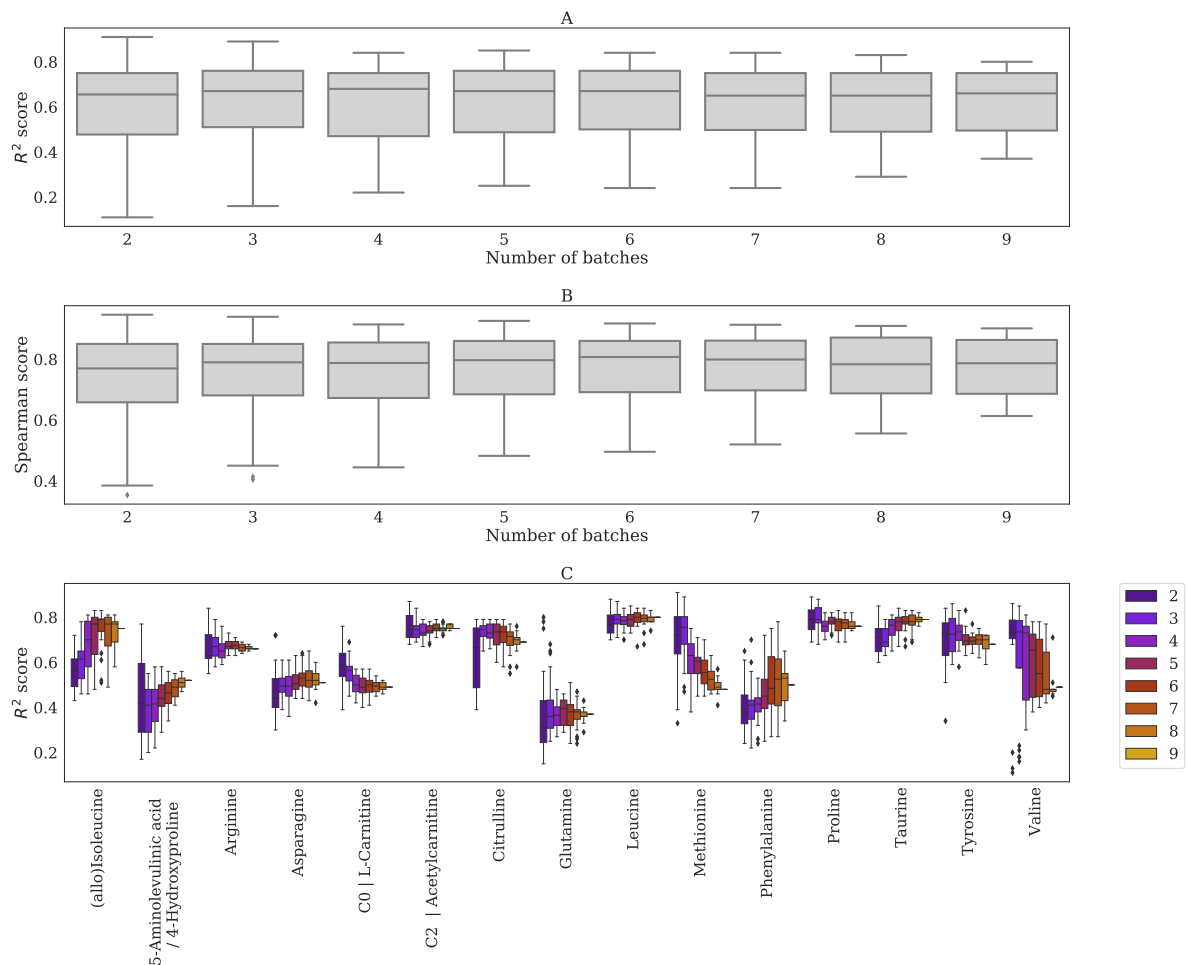 A
R² score
0.8
0.6
0.4
0.2
2 3 4 5 6 7 8 9
Number of batches
B
Spearman score
0.8
0.6
0.4
2 3 4 5 6 7 8 9
Number of batches
C
R² score
0.8
0.6
0.4
0.2
(allo)Isoleucine
5-Aminolevulinic acid
/ 4-Hydroxyproline
Arginine
Asparagine
C0 | L-Carnitine
C2 | Acetylcarnitine
Citrulline
Glutamine
Leucine
Methionine
Phenylalanine
Proline
Taurine
Tyrosine
Valine
2
3
4
5
6
7
8
9